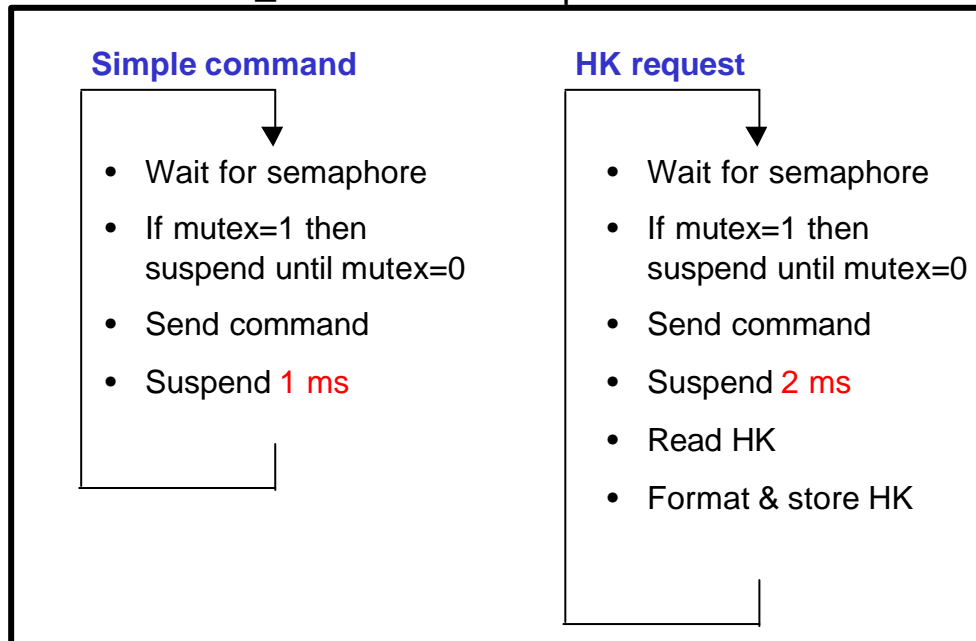 Simple command
• Wait for semaphore
• If mutex=1 then
suspend until mutex=0
• Send command
• Suspend 1 ms
HK request
• Wait for semaphore
• If mutex=1 then
suspend until mutex=0
• Send command
• Suspend 2 ms
• Read HK
• Format & store HK